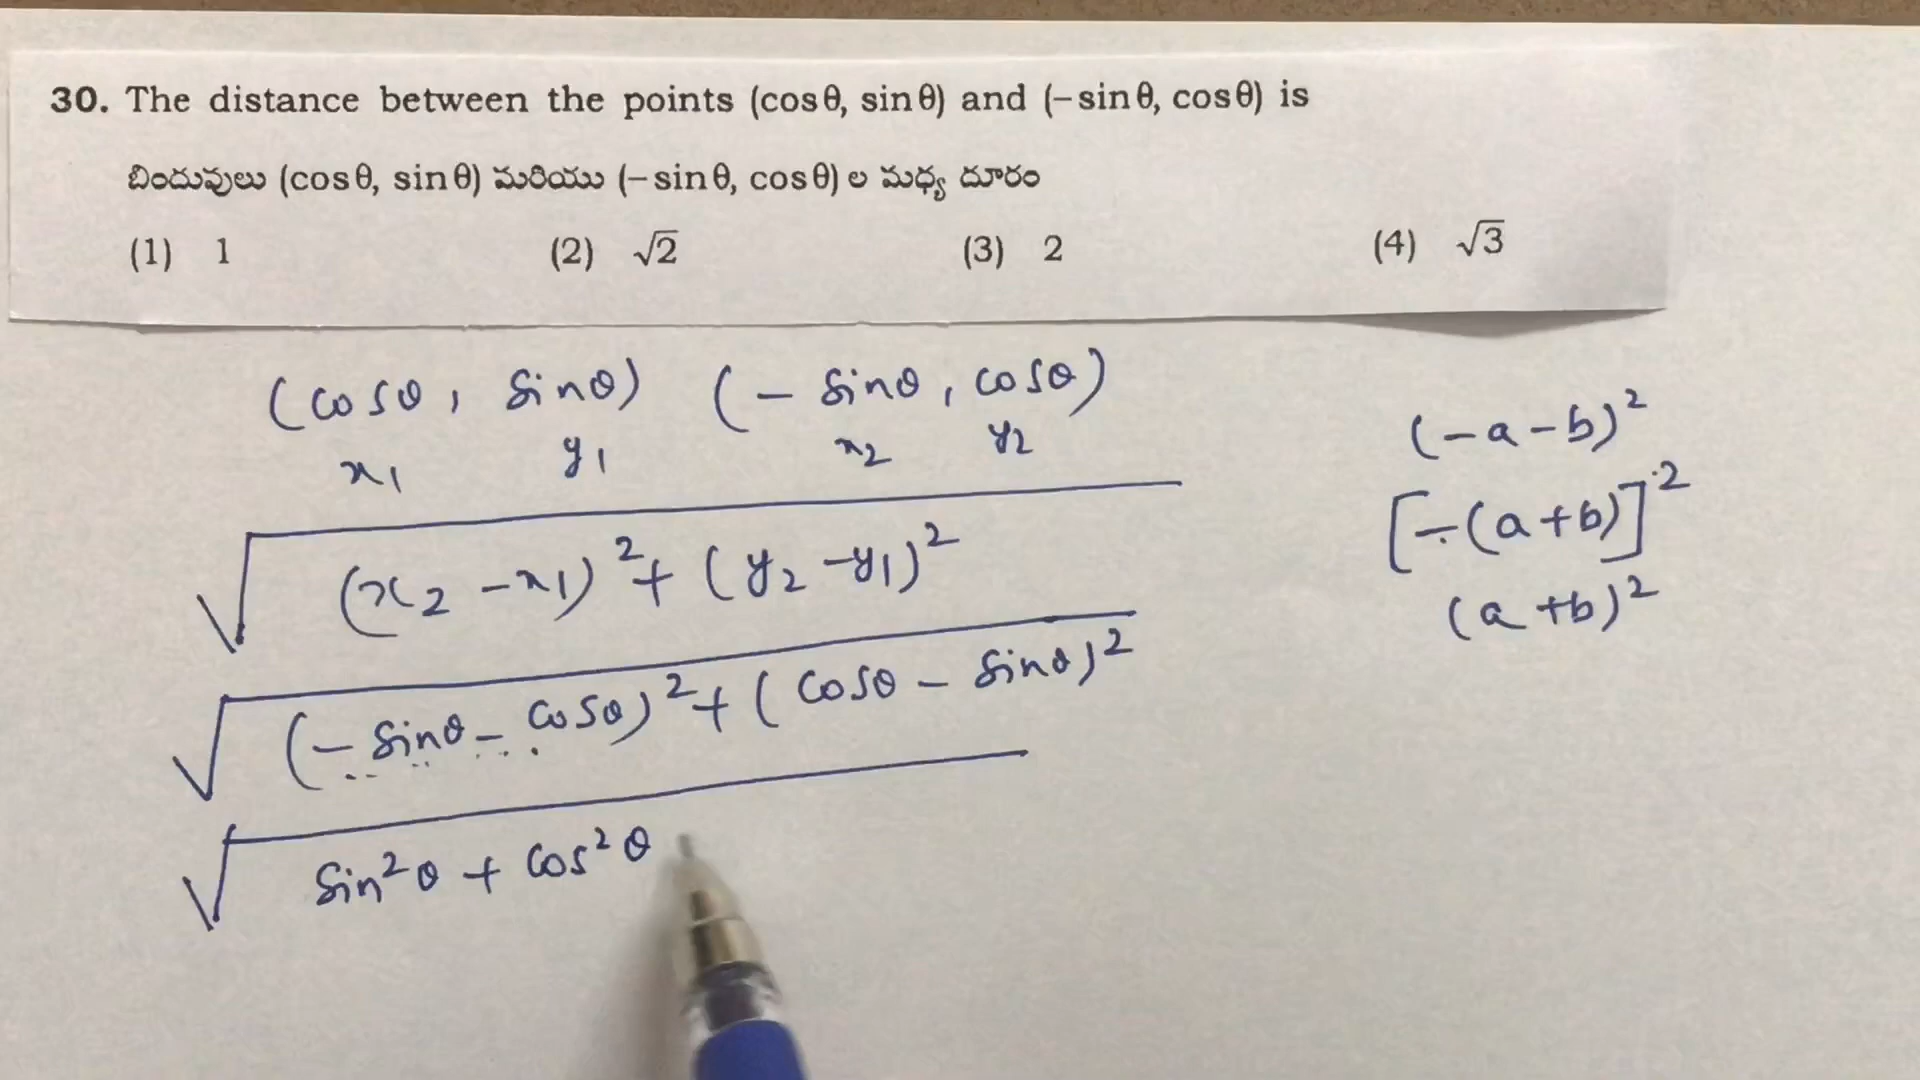 30. The distance between the points (cosθ, sinθ) and (−sinθ, cosθ) is
బిందువులు (cosθ, sinθ) మరియు (−sinθ, cosθ) ల మధ్య దూరం
(1) 1 (2) √2 (3) 2 (4) √3
(cosθ, sinθ) (− sinθ, cosθ)
x₁ y₁ x₂ y₂
√(x₂ − x₁)² + (y₂ − y₁)²
√(− sinθ − cosθ)² + (cosθ − sinθ)²
√sin²θ + cos²θ
(−a − b)²
[−(a + b)]²
(a + b)²